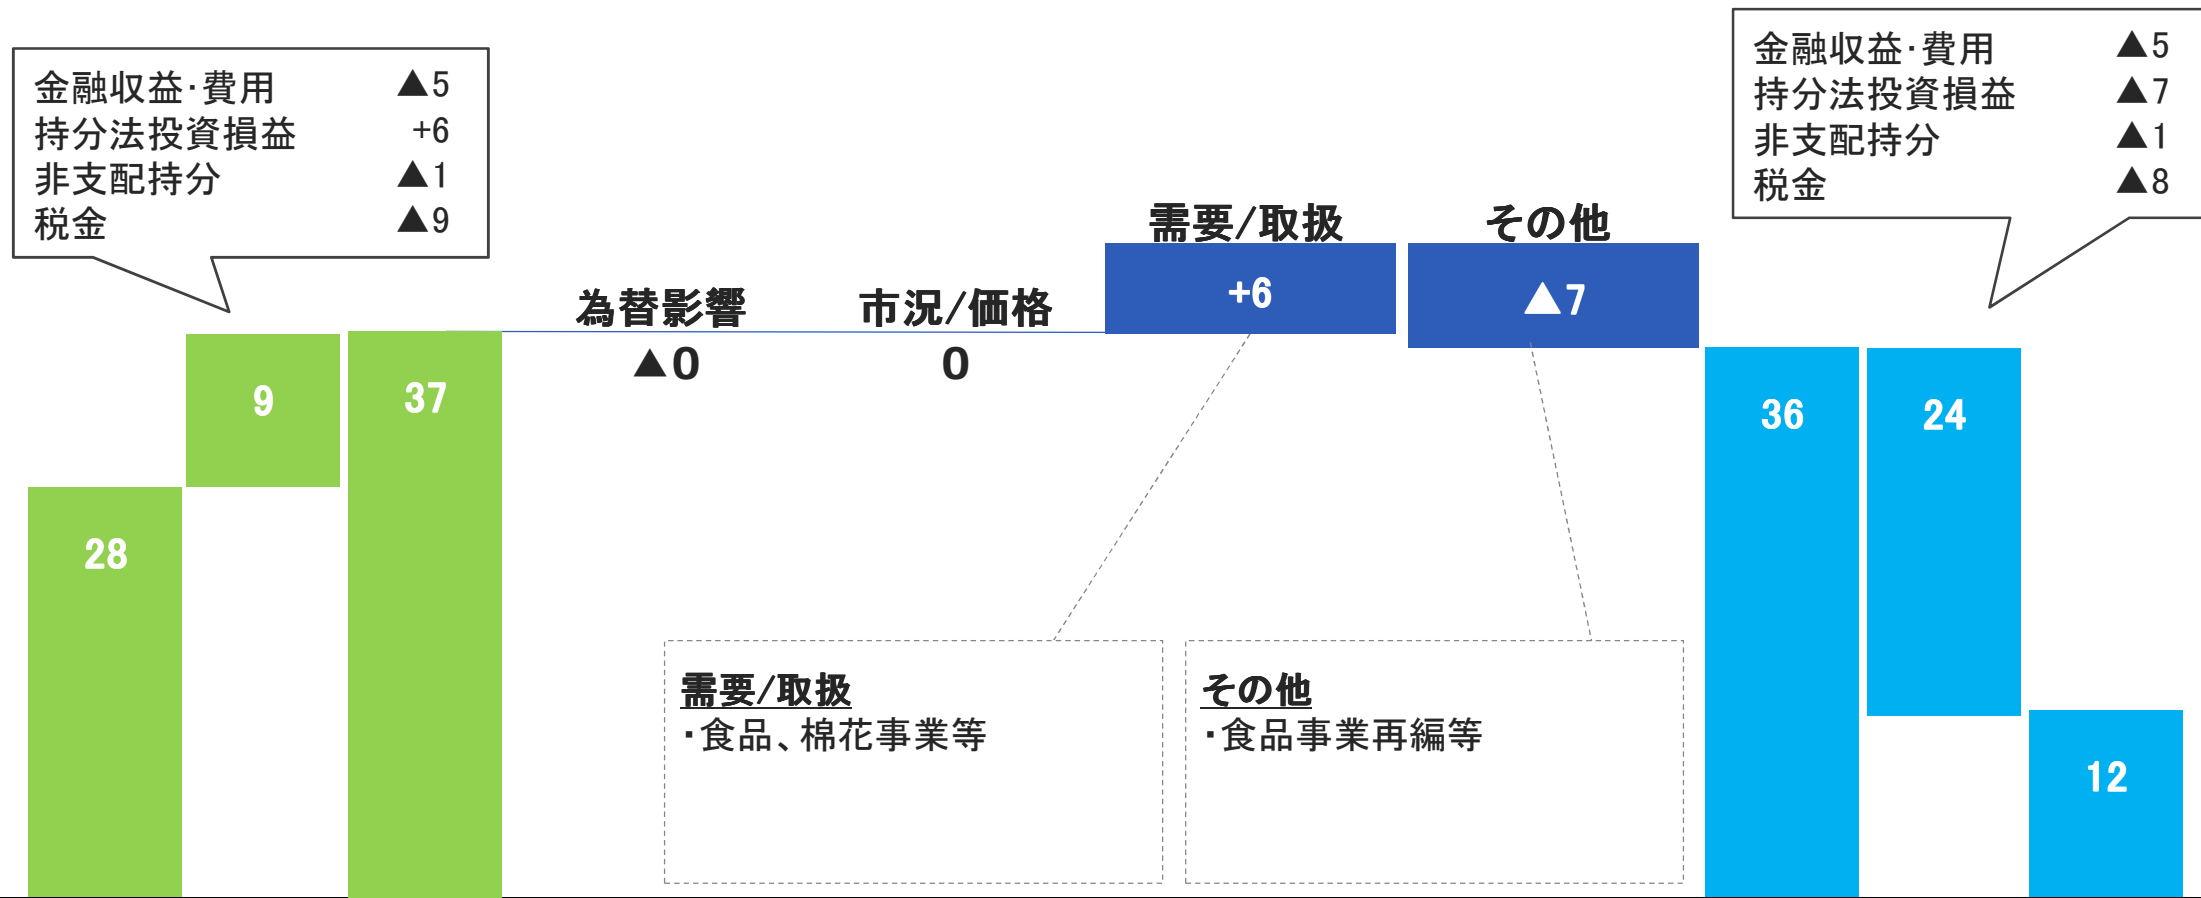 金融収益・費用 ▲5
持分法投資損益 +6
非支配持分 ▲1
税金 ▲9
金融収益・費用 ▲5
持分法投資損益 ▲7
非支配持分 ▲1
税金 ▲8
需要/取扱
その他
+6
▲7
為替影響
市況/価格
▲0
0
28
9
37
36
24
12
需要/取扱
・食品、棉花事業等
その他
・食品事業再編等